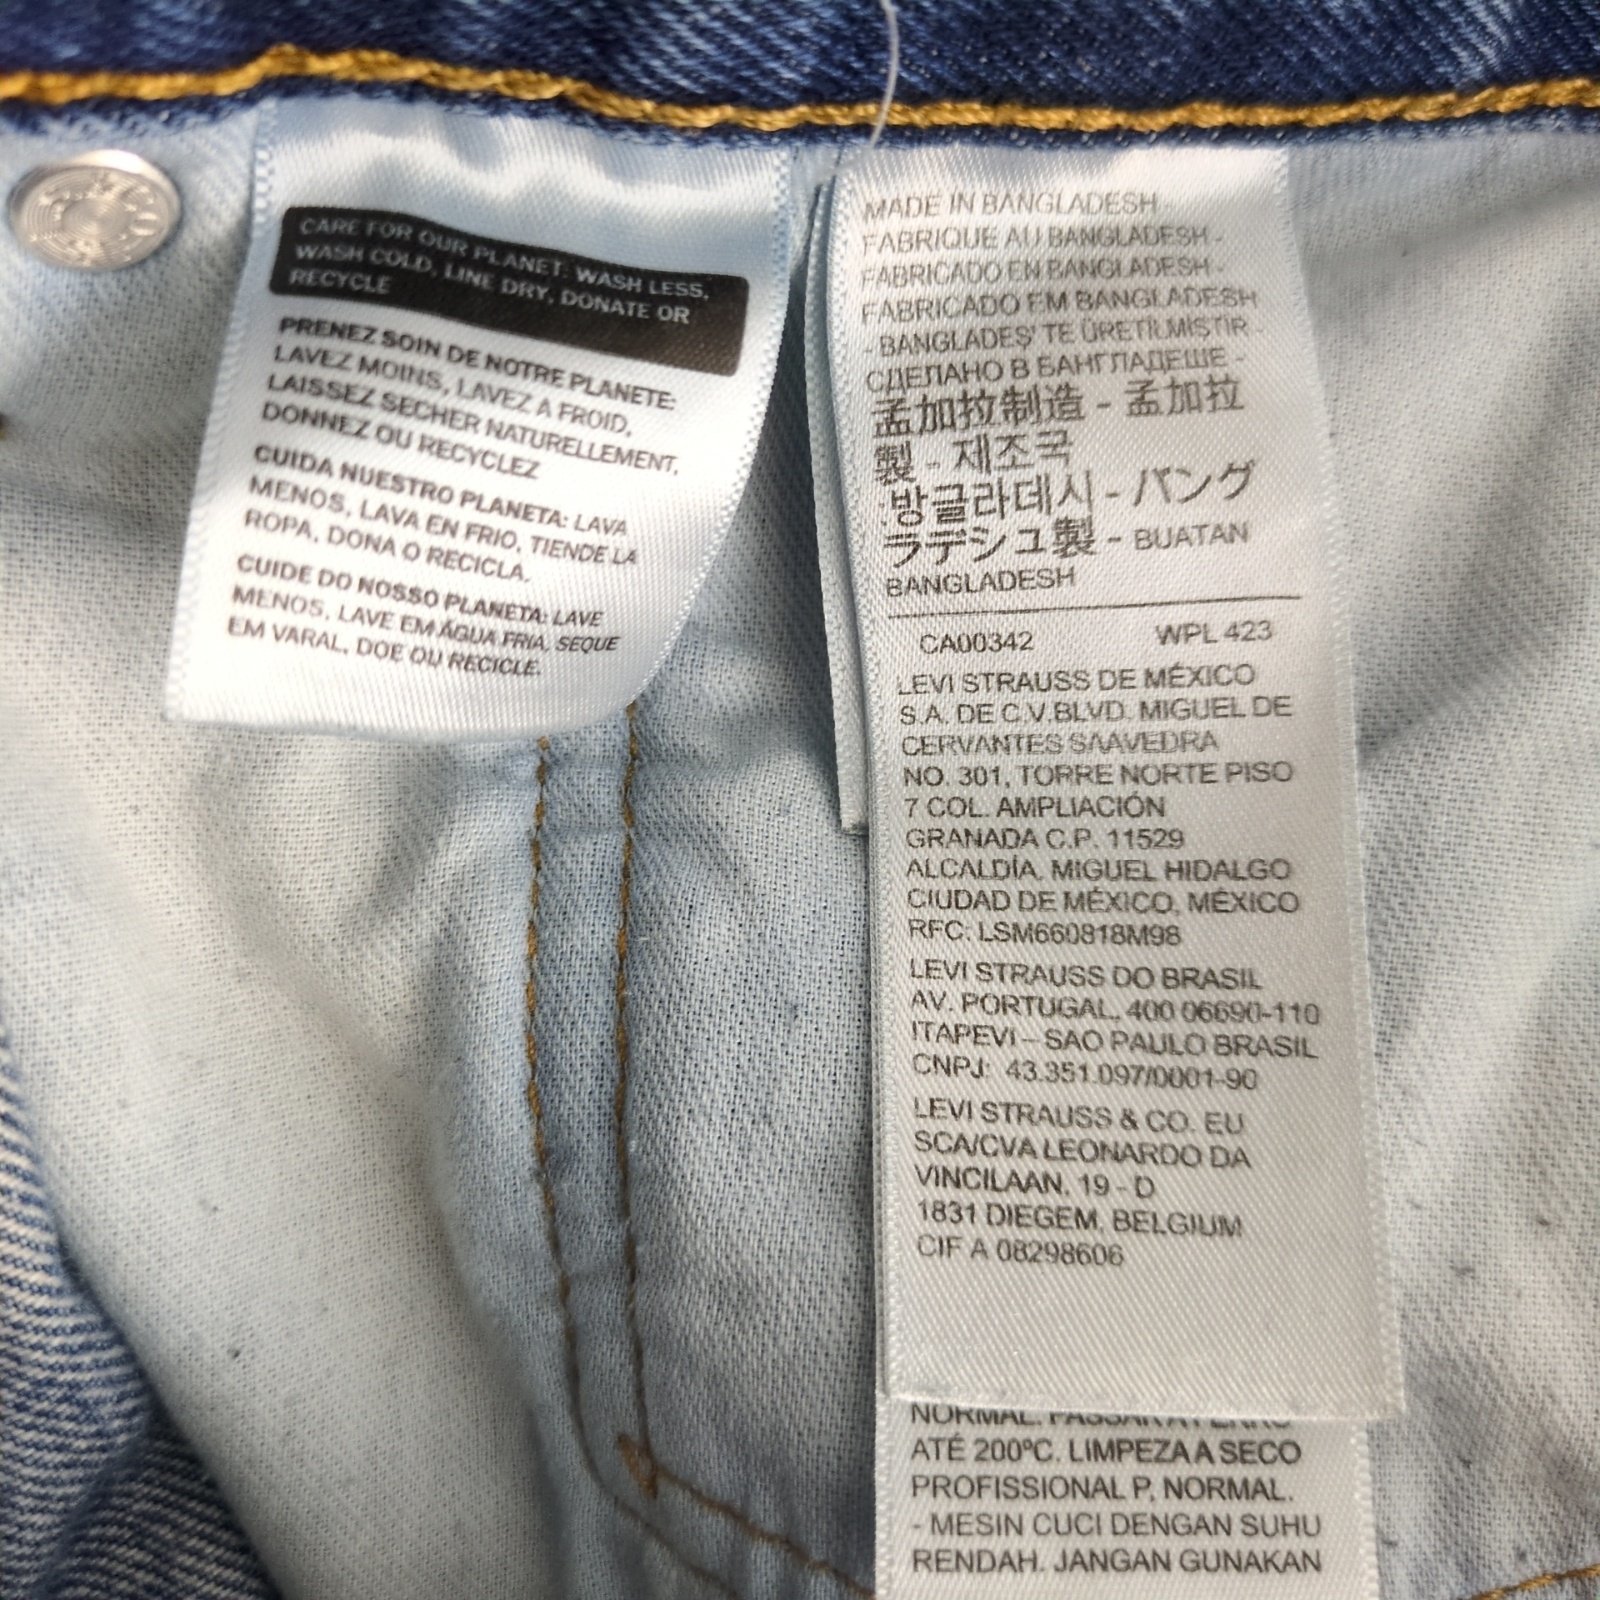 CARE FOR OUR PLANET: WASH LESS,
WASH COLD, LINE DRY, DONATE OR
RECYCLE
PRENEZ SOIN DE NOTRE PLANETE:
LAVEZ MOINS, LAVEZ A FROID,
LAISSEZ SECHER NATURELLEMENT,
DONNEZ OU RECYCLEZ
CUIDA NUESTRO PLANETA: LAVA
MENOS, LAVA EN FRIO, TIENDE LA
ROPA, DONA O RECICLA.
CUIDE DO NOSSO PLANETA: LAVE
MENOS, LAVE EM ÁGUA FRIA, SEQUE
EM VARAL, DOE OU RECICLE.
MADE IN BANGLADESH -
FABRIQUE AU BANGLADESH -
FABRICADO EN BANGLADESH -
FABRICADO EM BANGLADESH
- BANGLADEŞ' TE ÜRETİLMİSTİR -
СДЕЛАНО В БАНГЛАДЕШЕ -
孟加拉制造 - 孟加拉
製 - 제조국
:방글라데시 - バング
ラデシュ製 - BUATAN
BANGLADESH
CA00342 WPL 423
LEVI STRAUSS DE MÉXICO
S.A. DE C.V.BLVD. MIGUEL DE
CERVANTES SAAVEDRA
NO. 301, TORRE NORTE PISO
7 COL. AMPLIACIÓN
GRANADA C.P. 11529
ALCALDÍA. MIGUEL HIDALGO
CIUDAD DE MÉXICO, MÉXICO
RFC: LSM660818M98
LEVI STRAUSS DO BRASIL
AV. PORTUGAL, 400 06690-110
ITAPEVI – SAO PAULO BRASIL
CNPJ: 43.351.097/0001-90
LEVI STRAUSS & CO. EU
SCA/CVA LEONARDO DA
VINCILAAN, 19 - D
1831 DIEGEM. BELGIUM
CIF A 08298606
NORMAL. PASSAR A FERRO
ATÉ 200ºC. LIMPEZA A SECO
PROFISSIONAL P, NORMAL.
- MESIN CUCI DENGAN SUHU
RENDAH. JANGAN GUNAKAN